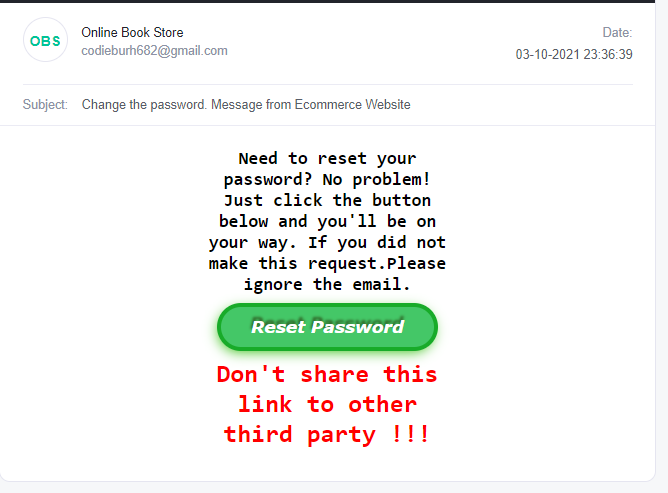 OBS
Online Book Store
codieburh682@gmail.com
Date:
03-10-2021 23:36:39
Subject: Change the password. Message from Ecommerce Website
Need to reset your
password? No problem!
Just click the button
below and you'll be on
your way. If you did not
make this request.Please
ignore the email.
Reset Password
Don't share this
link to other
third party !!!